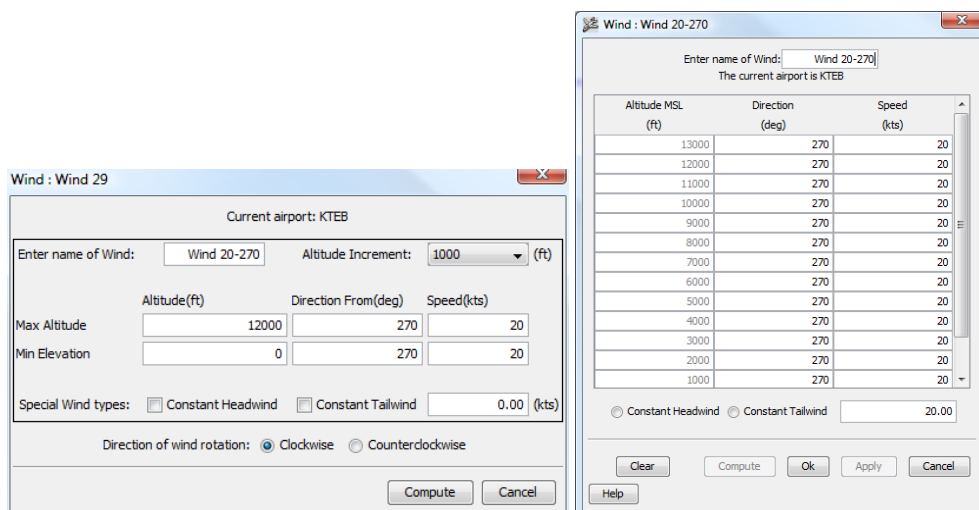 Wind : Wind 29
Current airport: KTEB
Enter name of Wind: Wind 20-270 Altitude Increment: 1000 (ft)
Altitude(ft) Direction From(deg) Speed(kts)
Max Altitude 12000 270 20
Min Elevation 0 270 20
Special Wind types: Constant Headwind Constant Tailwind 0.00 (kts)
Direction of wind rotation: Clockwise Counterclockwise
Compute Cancel
Wind : Wind 20-270
Enter name of Wind: Wind 20-270
The current airport is KTEB
Altitude MSL Direction Speed
(ft) (deg) (kts)
13000 270 20
12000 270 20
11000 270 20
10000 270 20
9000 270 20
8000 270 20
7000 270 20
6000 270 20
5000 270 20
4000 270 20
3000 270 20
2000 270 20
1000 270 20
Constant Headwind Constant Tailwind 20.00
Clear Compute Ok Apply Cancel
Help